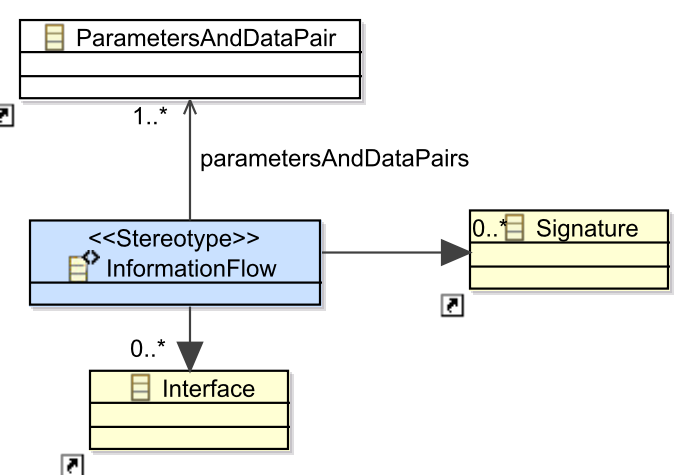 ParametersAndDataPair
1..*
parametersAndDataPairs
<<Stereotype>>
InformationFlow
0..*
Signature
0..*
Interface